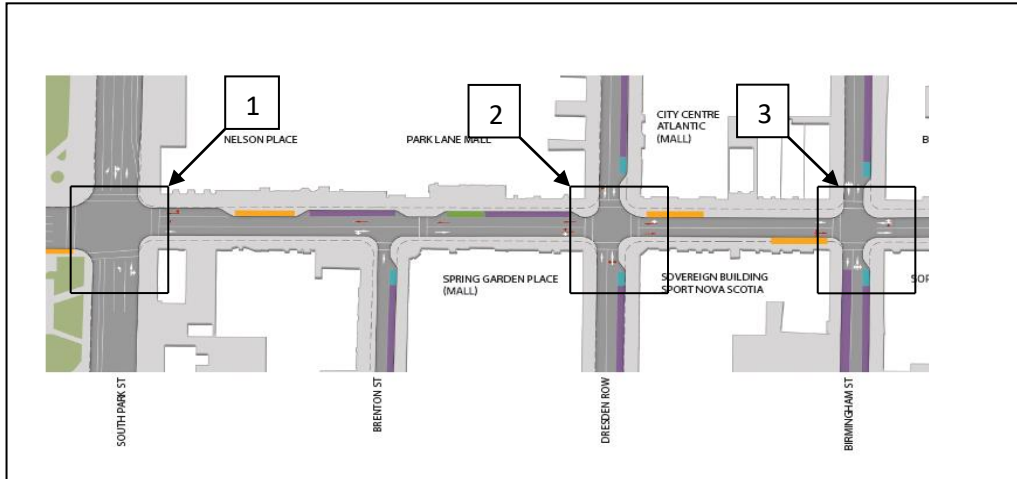 1
2
3
NELSON PLACE
PARK LANE MALL
CITY CENTRE
ATLANTIC
(MALL)
B
SPRING GARDEN PLACE
(MALL)
SOVEREIGN BUILDING
SPORT NOVA SCOTIA
SOP
SOUTH PARK ST
BRENTON ST
DRESDEN ROW
BIRMINGHAM ST